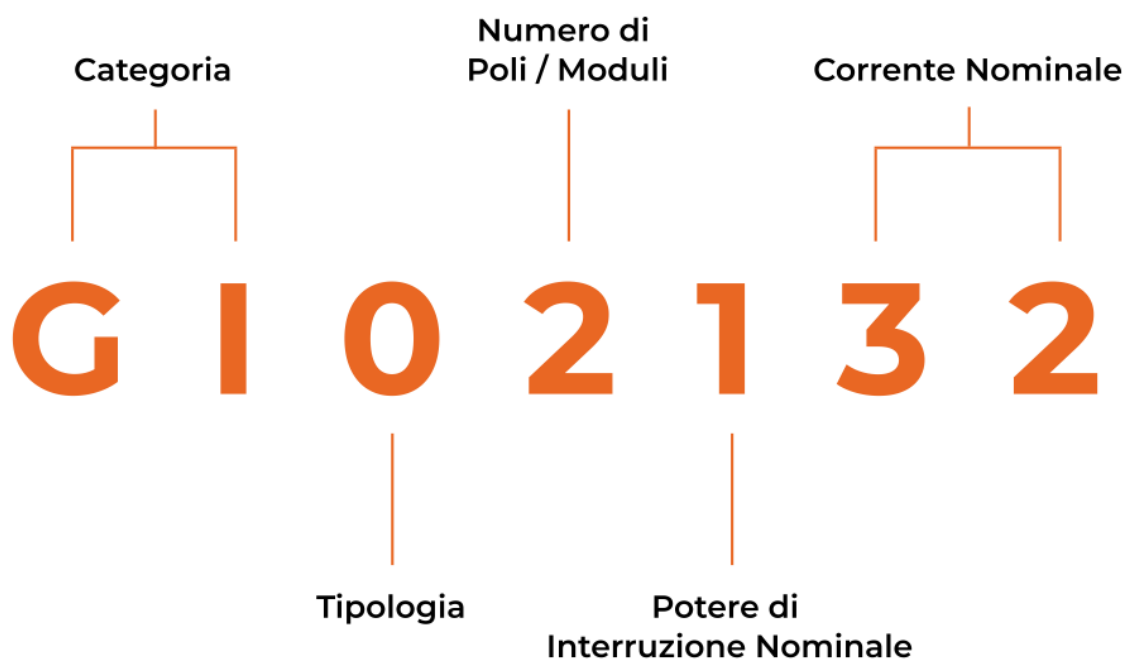 Numero di
Poli / Moduli
Categoria
Corrente Nominale
G I 0 2 1 3 2
Tipologia
Potere di
Interruzione Nominale